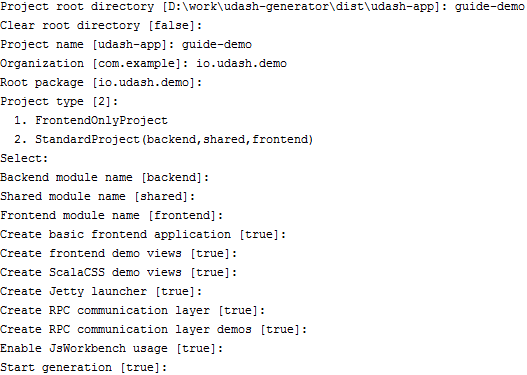 Project root directory [D:\work\udash-generator\dist\udash-app]: guide-demo
Clear root directory [false]:
Project name [udash-app]: guide-demo
Organization [com.example]: io.udash.demo
Root package [io.udash.demo]:
Project type [2]:
  1. FrontendOnlyProject
  2. StandardProject(backend,shared,frontend)
Select:
Backend module name [backend]:
Shared module name [shared]:
Frontend module name [frontend]:
Create basic frontend application [true]:
Create frontend demo views [true]:
Create ScalaCSS demo views [true]:
Create Jetty launcher [true]:
Create RPC communication layer [true]:
Create RPC communication layer demos [true]:
Enable JsWorkbench usage [true]:
Start generation [true]: